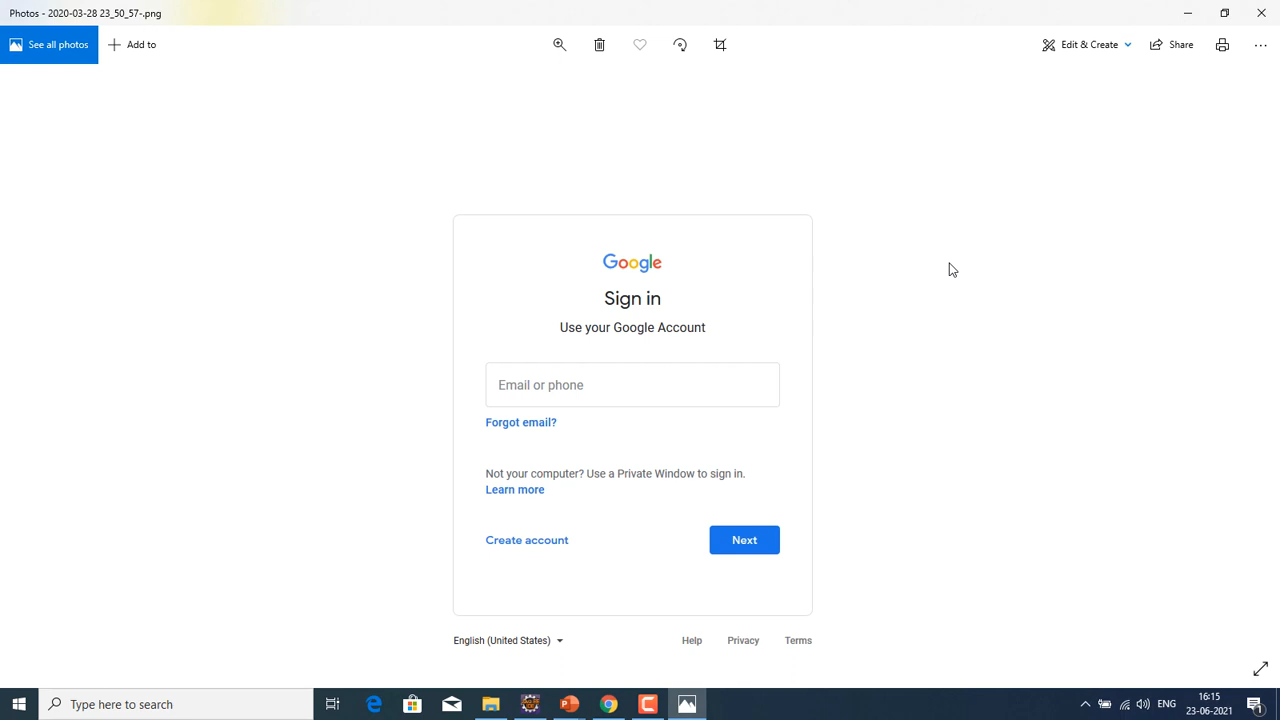 Photos - 2020-03-28 23_50_57-.png
See all photos
Add to
Edit & Create
Share
Google
Sign in
Use your Google Account
Email or phone
Forgot email?
Not your computer? Use a Private Window to sign in.
Learn more
Create account
Next
English (United States)
Help
Privacy
Terms
Type here to search
ENG
16:15
23-06-2021
1